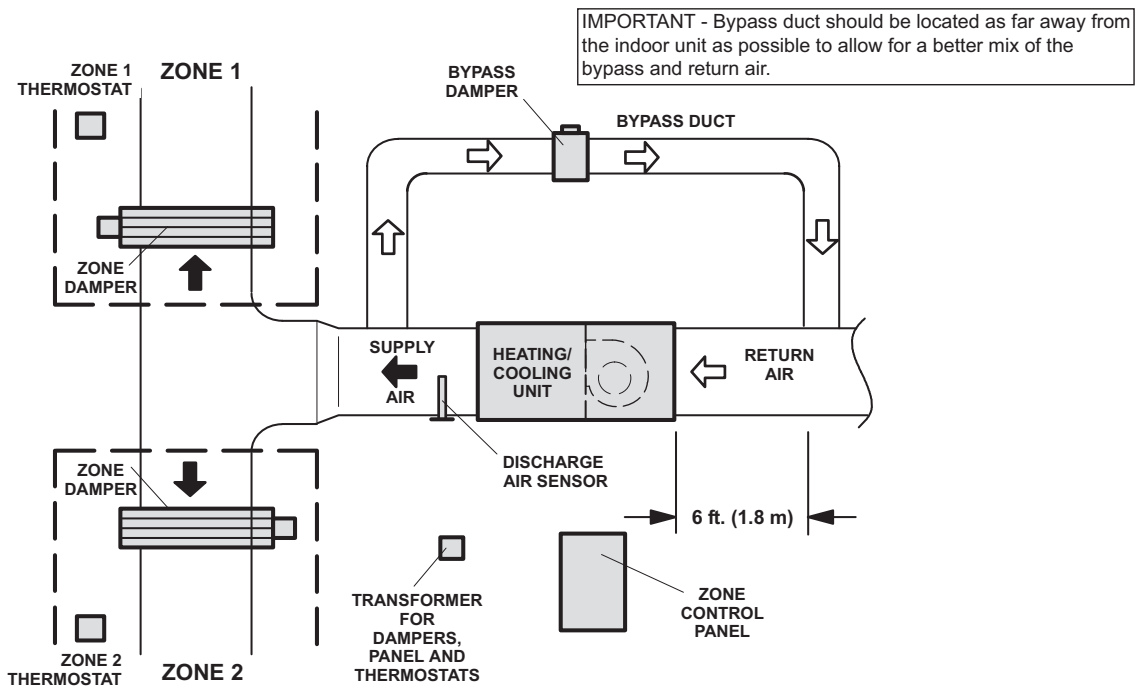 IMPORTANT - Bypass duct should be located as far away from
the indoor unit as possible to allow for a better mix of the
bypass and return air.
ZONE 1
THERMOSTAT
ZONE 1
BYPASS
DAMPER
BYPASS DUCT
ZONE
DAMPER
SUPPLY
AIR
HEATING/
COOLING
UNIT
RETURN
AIR
ZONE
DAMPER
DISCHARGE
AIR SENSOR
6 ft. (1.8 m)
TRANSFORMER
FOR
DAMPERS,
PANEL AND
THERMOSTATS
ZONE
CONTROL
PANEL
ZONE 2
THERMOSTAT
ZONE 2